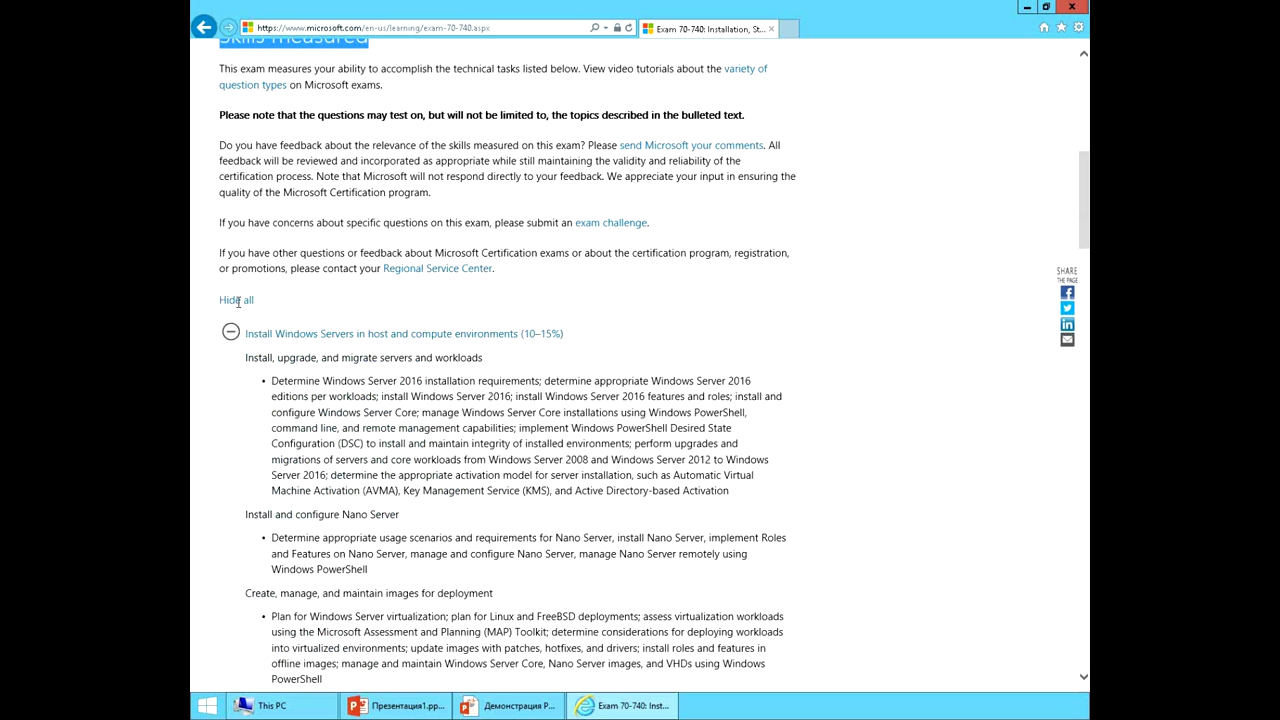 https://www.microsoft.com/en-us/learning/exam-70-740.aspx
Exam 70-740: Installation, St...
Skills measured
This exam measures your ability to accomplish the technical tasks listed below. View video tutorials about the variety of
question types on Microsoft exams.
Please note that the questions may test on, but will not be limited to, the topics described in the bulleted text.
Do you have feedback about the relevance of the skills measured on this exam? Please send Microsoft your comments. All
feedback will be reviewed and incorporated as appropriate while still maintaining the validity and reliability of the
certification process. Note that Microsoft will not respond directly to your feedback. We appreciate your input in ensuring the
quality of the Microsoft Certification program.
If you have concerns about specific questions on this exam, please submit an exam challenge.
If you have other questions or feedback about Microsoft Certification exams or about the certification program, registration,
or promotions, please contact your Regional Service Center.
SHARE
THE PAGE
Hide all
Install Windows Servers in host and compute environments (10–15%)
Install, upgrade, and migrate servers and workloads
• Determine Windows Server 2016 installation requirements; determine appropriate Windows Server 2016
editions per workloads; install Windows Server 2016; install Windows Server 2016 features and roles; install and
configure Windows Server Core; manage Windows Server Core installations using Windows PowerShell,
command line, and remote management capabilities; implement Windows PowerShell Desired State
Configuration (DSC) to install and maintain integrity of installed environments; perform upgrades and
migrations of servers and core workloads from Windows Server 2008 and Windows Server 2012 to Windows
Server 2016; determine the appropriate activation model for server installation, such as Automatic Virtual
Machine Activation (AVMA), Key Management Service (KMS), and Active Directory-based Activation
Install and configure Nano Server
• Determine appropriate usage scenarios and requirements for Nano Server, install Nano Server, implement Roles
and Features on Nano Server, manage and configure Nano Server, manage Nano Server remotely using
Windows PowerShell
Create, manage, and maintain images for deployment
• Plan for Windows Server virtualization; plan for Linux and FreeBSD deployments; assess virtualization workloads
using the Microsoft Assessment and Planning (MAP) Toolkit; determine considerations for deploying workloads
into virtualized environments; update images with patches, hotfixes, and drivers; install roles and features in
offline images; manage and maintain Windows Server Core, Nano Server images, and VHDs using Windows
PowerShell
This PC
Презентация1.pp...
Демонстрация P...
Exam 70-740: Inst...